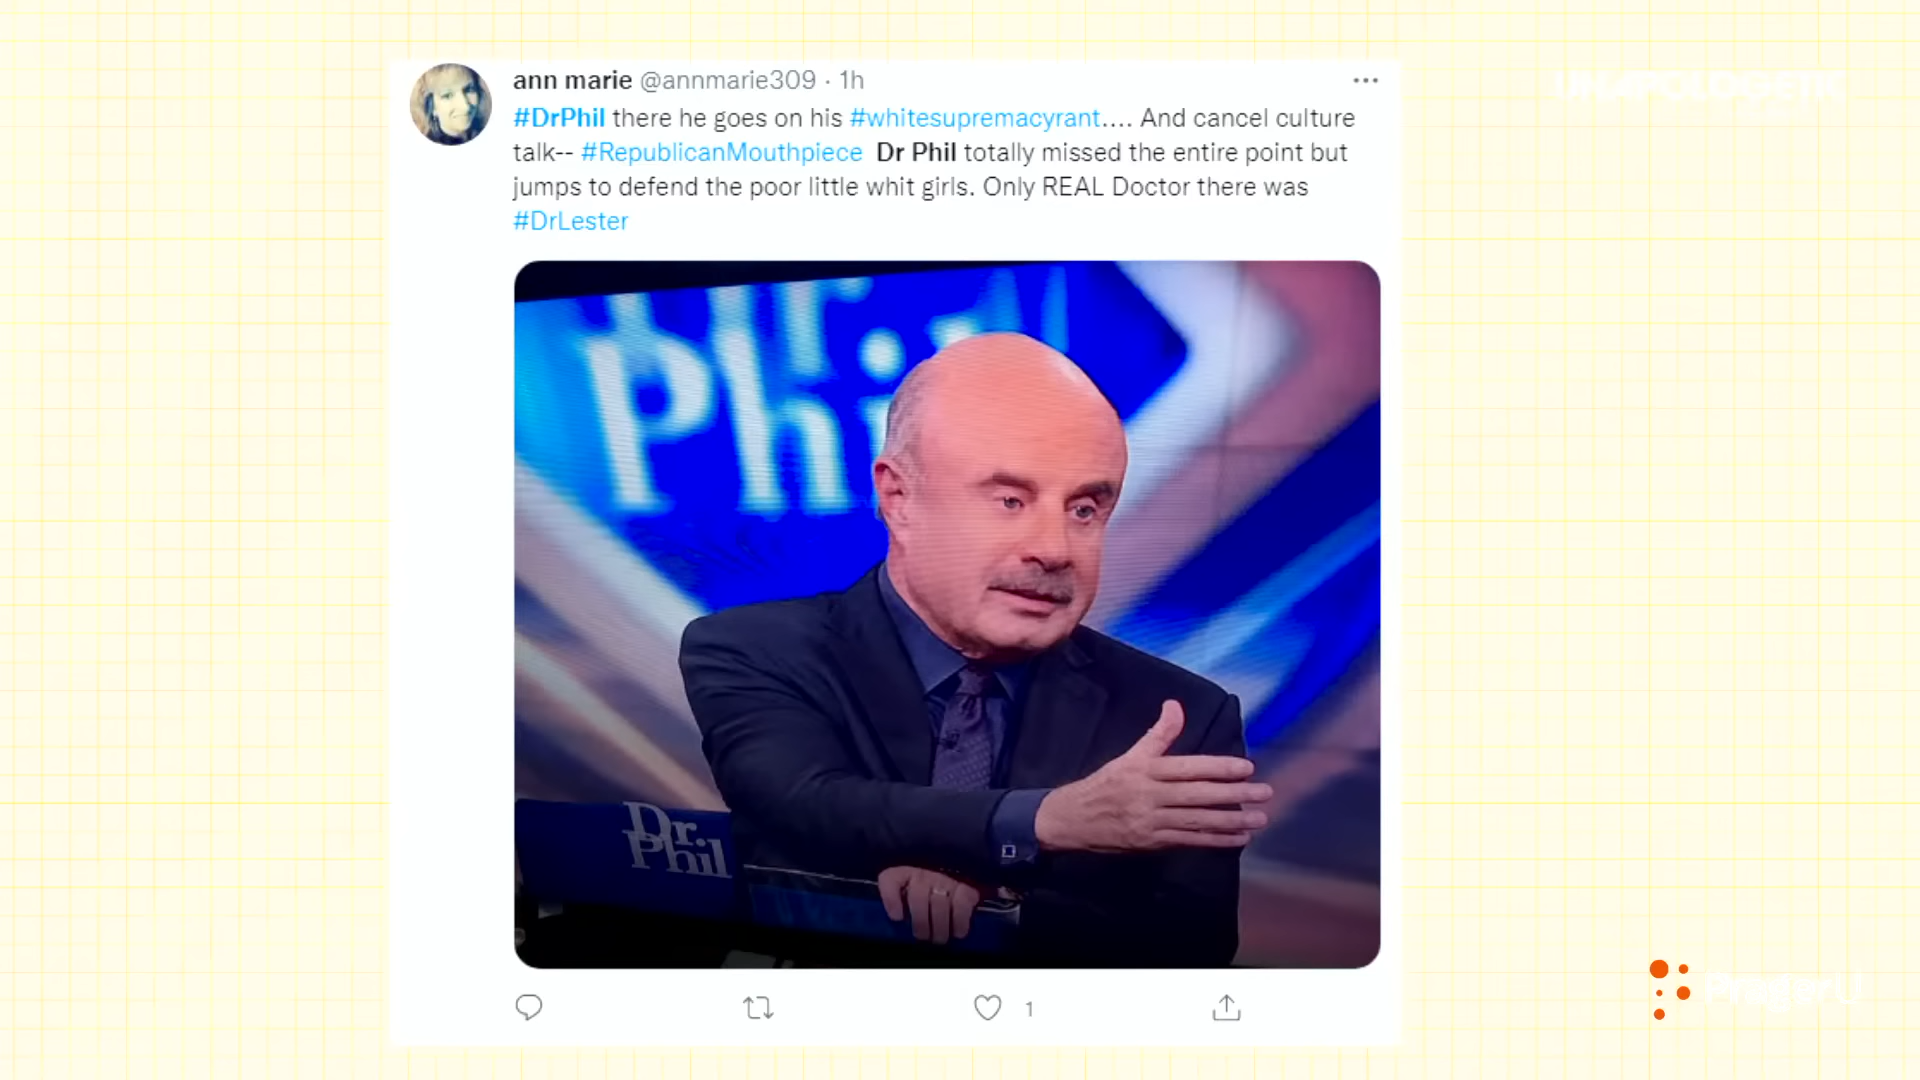 UNAPOLOGETIC
ann marie @annmarie309 · 1h
#DrPhil there he goes on his #whitesupremacyrant.... And cancel culture
talk-- #RepublicanMouthpiece Dr Phil totally missed the entire point but
jumps to defend the poor little whit girls. Only REAL Doctor there was
#DrLester
Dr.
Phil
Dr.
Phil
1
PragerU